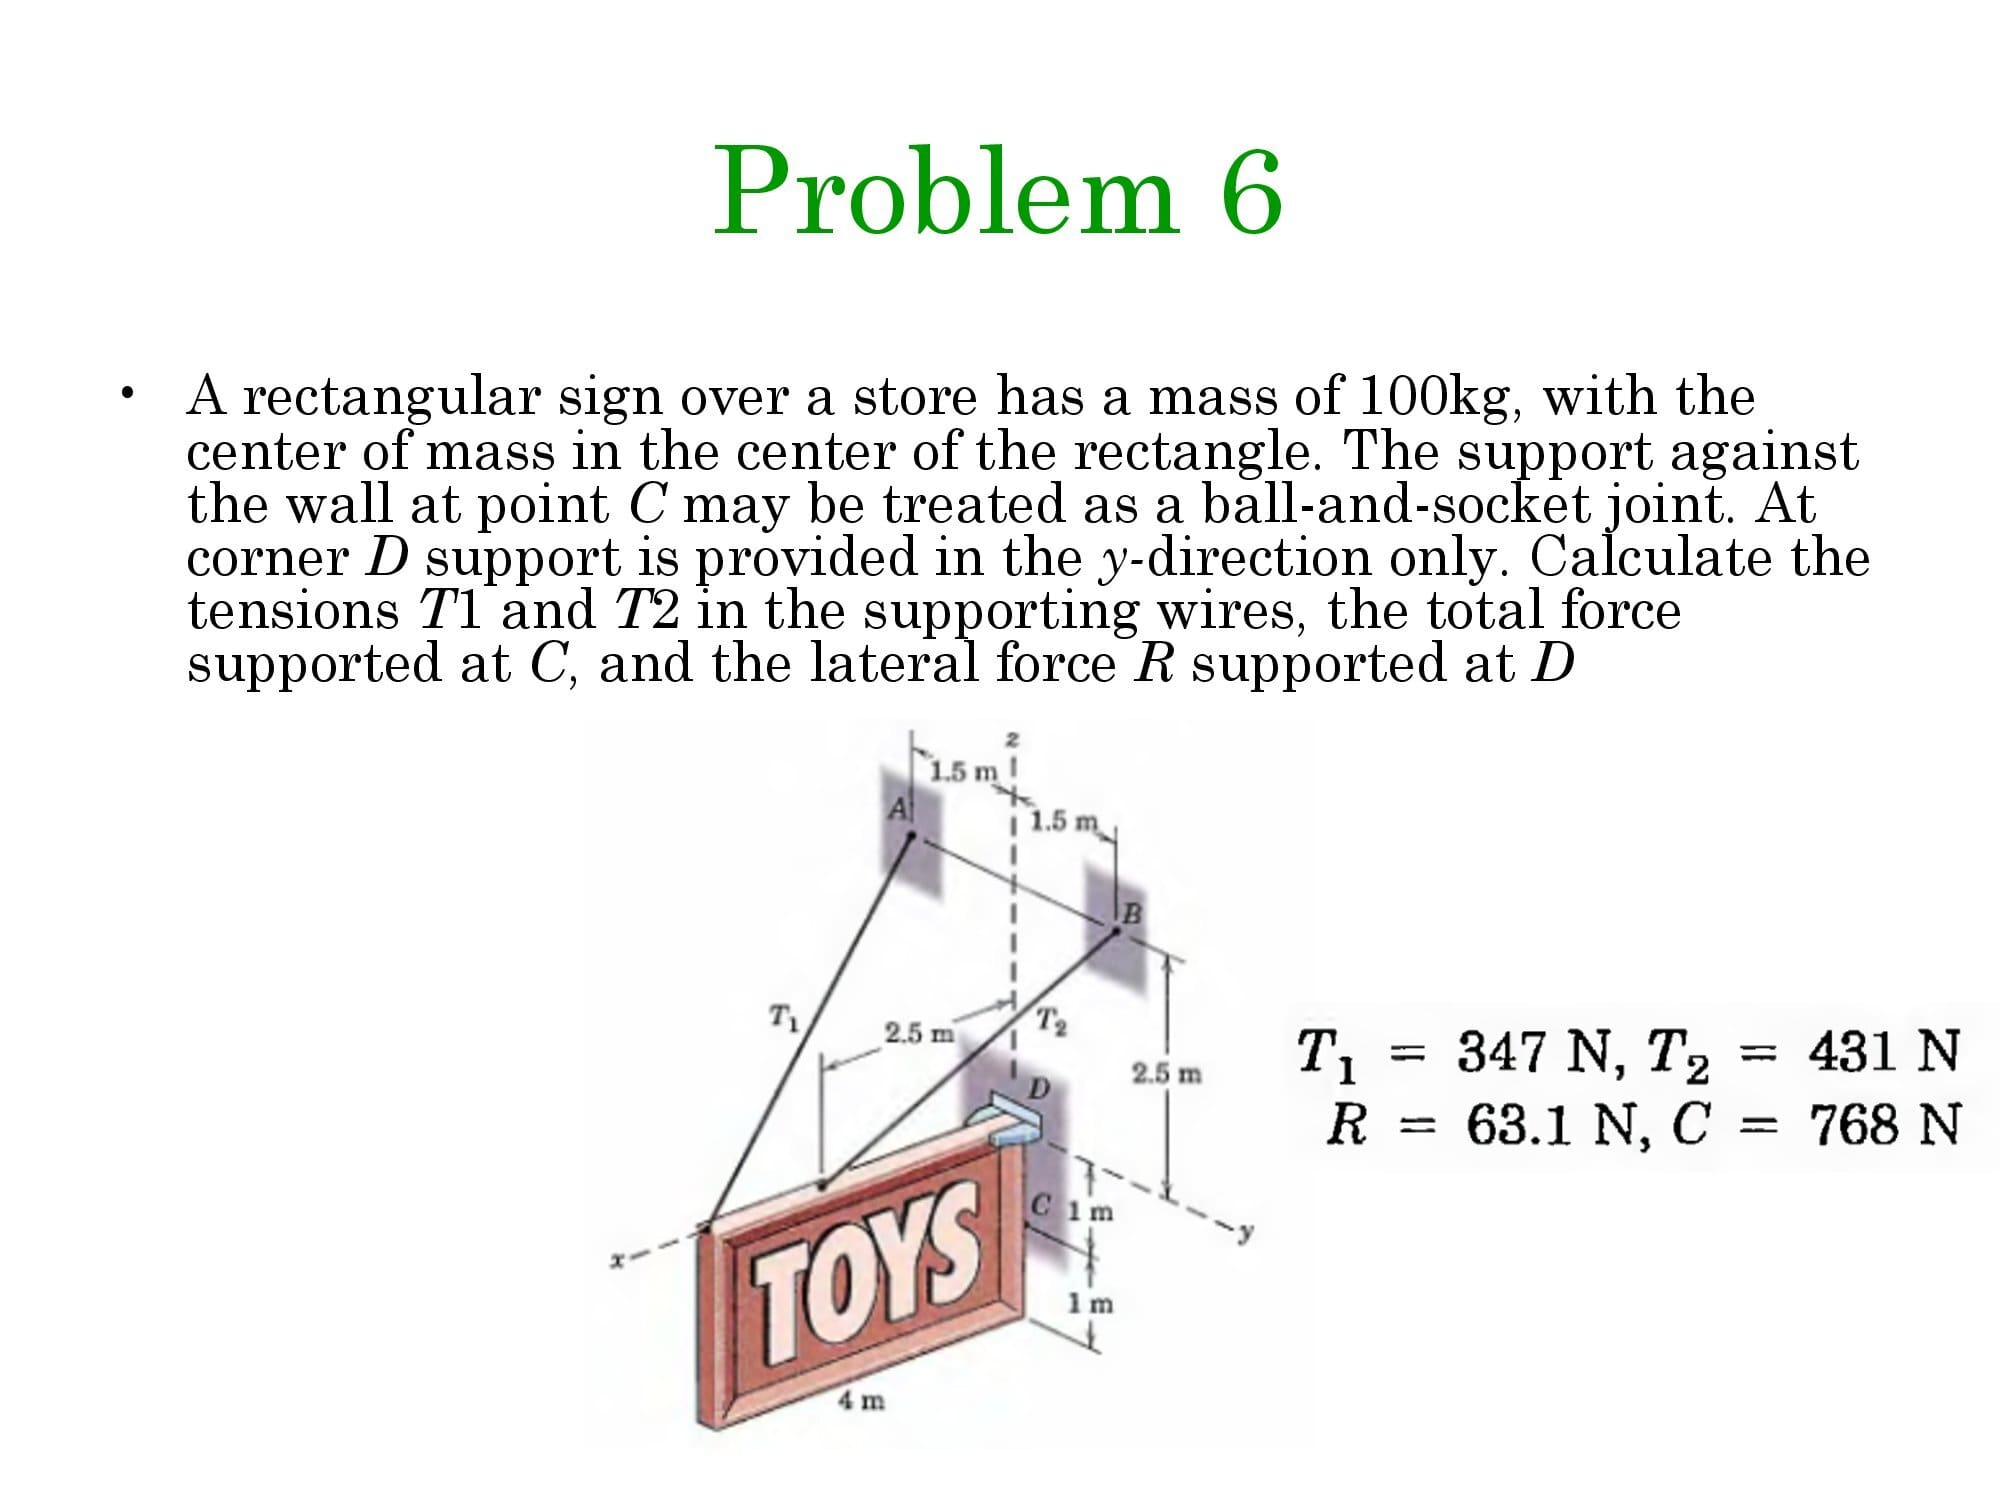 Problem 6
• A rectangular sign over a store has a mass of 100kg, with the
center of mass in the center of the rectangle. The support against
the wall at point C may be treated as a ball-and-socket joint. At
corner D support is provided in the y-direction only. Calculate the
tensions T1 and T2 in the supporting wires, the total force
supported at C, and the lateral force R supported at D
z
1.5 m
A
1.5 m
B
T₁
2.5 m
T₂
2.5 m
D
C
1 m
y
x
1 m
TOYS
4 m
T₁ = 347 N, T₂ = 431 N
R = 63.1 N, C = 768 N